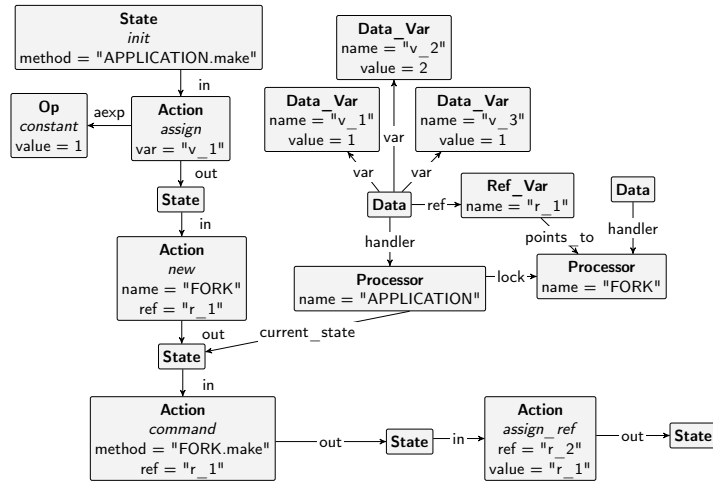 State
init
method = "APPLICATION.make"
in
Op
constant
value = 1
aexp
Action
assign
var = "v_1"
out
State
in
Action
new
name = "FORK"
ref = "r_1"
out
State
in
Action
command
method = "FORK.make"
ref = "r_1"
out
State
in
Action
assign_ref
ref = "r_2"
value = "r_1"
out
State
Data_Var
name = "v_2"
value = 2
Data_Var
name = "v_1"
value = 1
Data_Var
name = "v_3"
value = 1
var
var
var
Data
ref
Ref_Var
name = "r_1"
Data
handler
points_to
handler
Processor
name = "APPLICATION"
lock
Processor
name = "FORK"
current_state